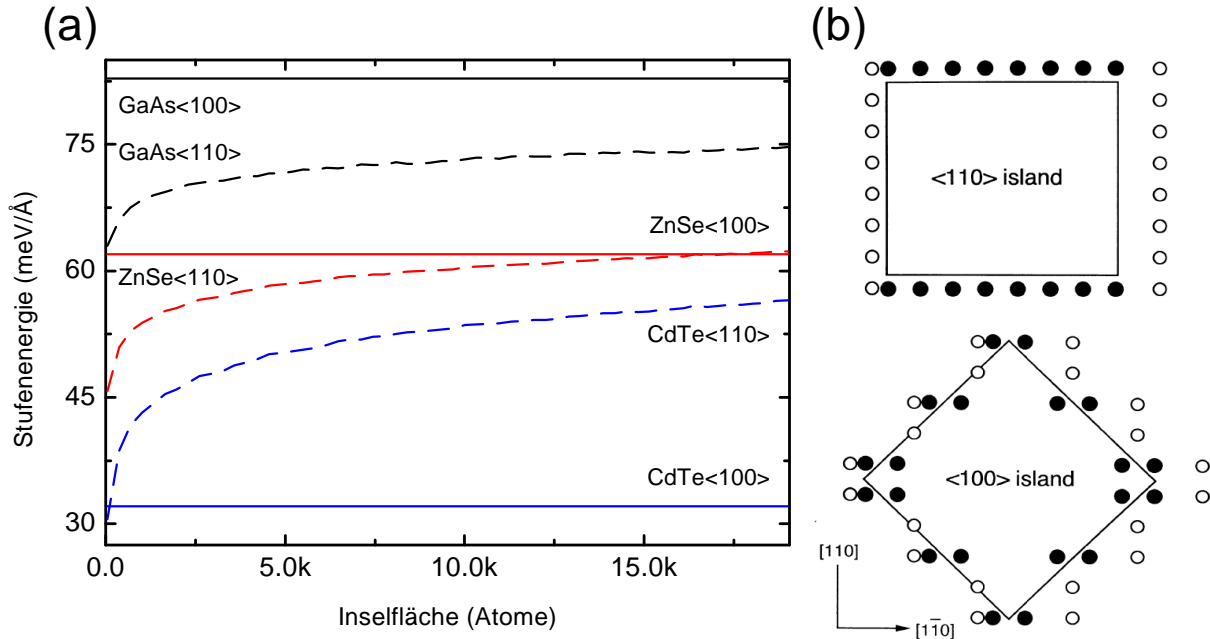 (a)
Stufenenergie (meV/Å)
75
60
45
30
GaAs<100>
GaAs<110>
ZnSe<100>
ZnSe<110>
CdTe<110>
CdTe<100>
0.0
5.0k
10.0k
15.0k
Inselfläche (Atome)
(b)
<110> island
<100> island
[110]
[11̄0]